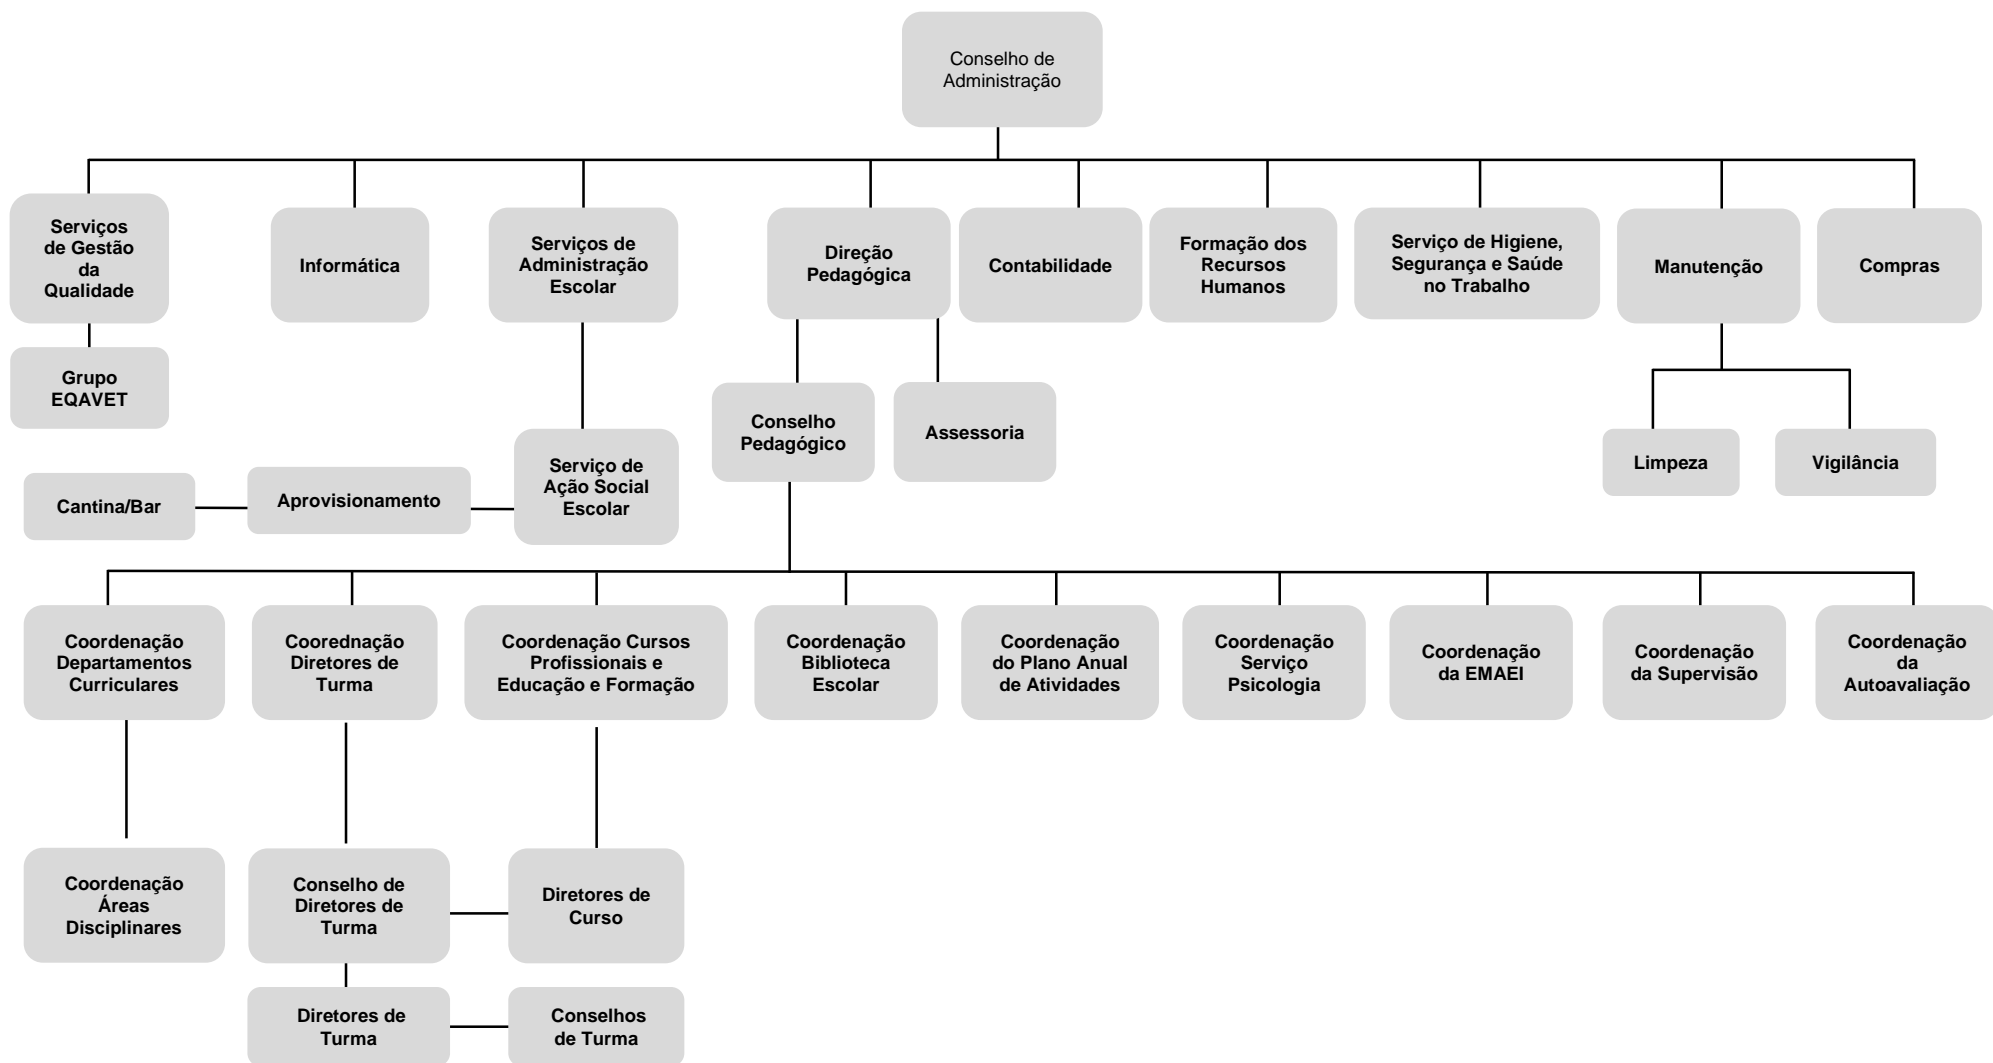 Conselho de
Administração
Serviços
de Gestão
da
Qualidade
Informática
Serviços de
Administração
Escolar
Direção
Pedagógica
Contabilidade
Formação dos
Recursos
Humanos
Serviço de Higiene,
Segurança e Saúde
no Trabalho
Manutenção
Compras
Grupo
EQAVET
Conselho
Pedagógico
Assessoria
Limpeza
Vigilância
Cantina/Bar
Aprovisionamento
Serviço de
Ação Social
Escolar
Coordenação
Departamentos
Curriculares
Coorednação
Diretores de
Turma
Coordenação Cursos
Profissionais e
Educação e Formação
Coordenação
Biblioteca
Escolar
Coordenação
do Plano Anual
de Atividades
Coordenação
Serviço
Psicologia
Coordenação
da EMAEI
Coordenação
da Supervisão
Coordenação
da
Autoavaliação
Coordenação
Áreas
Disciplinares
Conselho de
Diretores de
Turma
Diretores de
Curso
Diretores de
Turma
Conselhos
de Turma